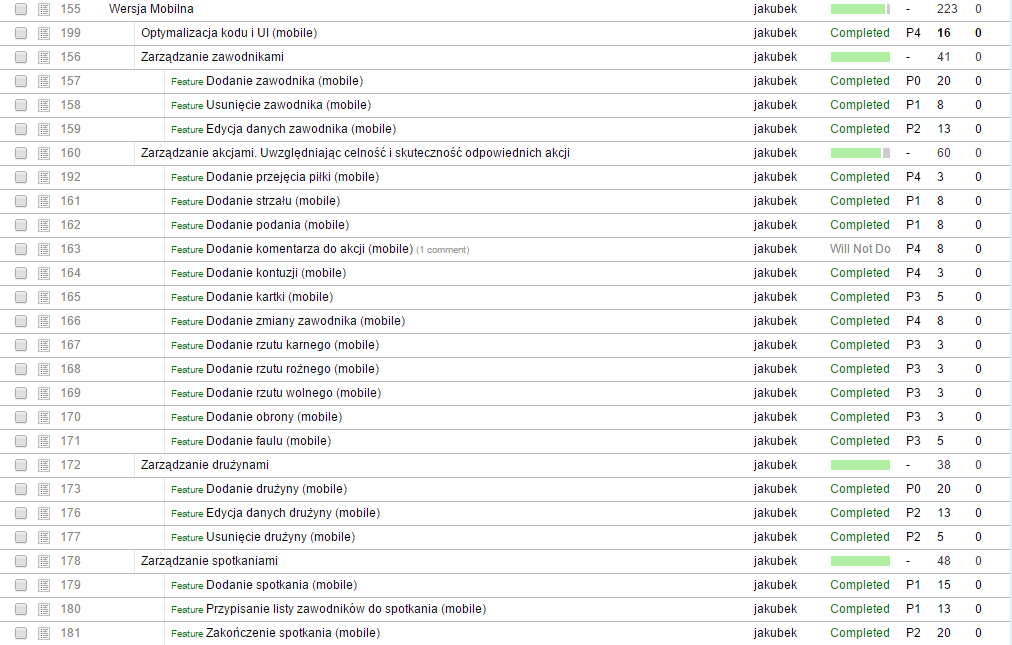 155 Wersja Mobilna jakubek - 223 0
199 Optymalizacja kodu i UI (mobile) jakubek Completed P4 16 0
156 Zarządzanie zawodnikami jakubek - 41 0
157 Feature Dodanie zawodnika (mobile) jakubek Completed P0 20 0
158 Feature Usunięcie zawodnika (mobile) jakubek Completed P1 8 0
159 Feature Edycja danych zawodnika (mobile) jakubek Completed P2 13 0
160 Zarządzanie akcjami. Uwzględniając celność i skuteczność odpowiednich akcji jakubek - 60 0
192 Feature Dodanie przejęcia piłki (mobile) jakubek Completed P4 3 0
161 Feature Dodanie strzału (mobile) jakubek Completed P1 8 0
162 Feature Dodanie podania (mobile) jakubek Completed P1 8 0
163 Feature Dodanie komentarza do akcji (mobile) (1 comment) jakubek Will Not Do P4 8 0
164 Feature Dodanie kontuzji (mobile) jakubek Completed P4 3 0
165 Feature Dodanie kartki (mobile) jakubek Completed P3 5 0
166 Feature Dodanie zmiany zawodnika (mobile) jakubek Completed P4 8 0
167 Feature Dodanie rzutu karnego (mobile) jakubek Completed P3 3 0
168 Feature Dodanie rzutu rożnego (mobile) jakubek Completed P3 3 0
169 Feature Dodanie rzutu wolnego (mobile) jakubek Completed P3 3 0
170 Feature Dodanie obrony (mobile) jakubek Completed P3 3 0
171 Feature Dodanie faulu (mobile) jakubek Completed P3 5 0
172 Zarządzanie drużynami jakubek - 38 0
173 Feature Dodanie drużyny (mobile) jakubek Completed P0 20 0
176 Feature Edycja danych drużyny (mobile) jakubek Completed P2 13 0
177 Feature Usunięcie drużyny (mobile) jakubek Completed P2 5 0
178 Zarządzanie spotkaniami jakubek - 48 0
179 Feature Dodanie spotkania (mobile) jakubek Completed P1 15 0
180 Feature Przypisanie listy zawodników do spotkania (mobile) jakubek Completed P1 13 0
181 Feature Zakończenie spotkania (mobile) jakubek Completed P2 20 0